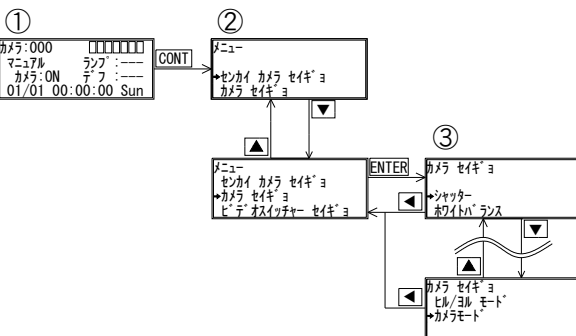 ①
カメラ:000
マニュアル ランプ:---
カメラ:ON デフ:---
01/01 00:00:00 Sun
CONT
②
メニュー
➔センカイ カメラ セイギョ
カメラ セイギョ
▼
▲
メニュー
センカイ カメラ セイギョ
➔カメラ セイギョ
ビデオスイッチャー セイギョ
ENTER
◀
③
カメラ セイギョ
➔シャッター
ホワイトバランス
▼
▲
◀
カメラ セイギョ
ヒル/ヨル モード
➔カメラモード